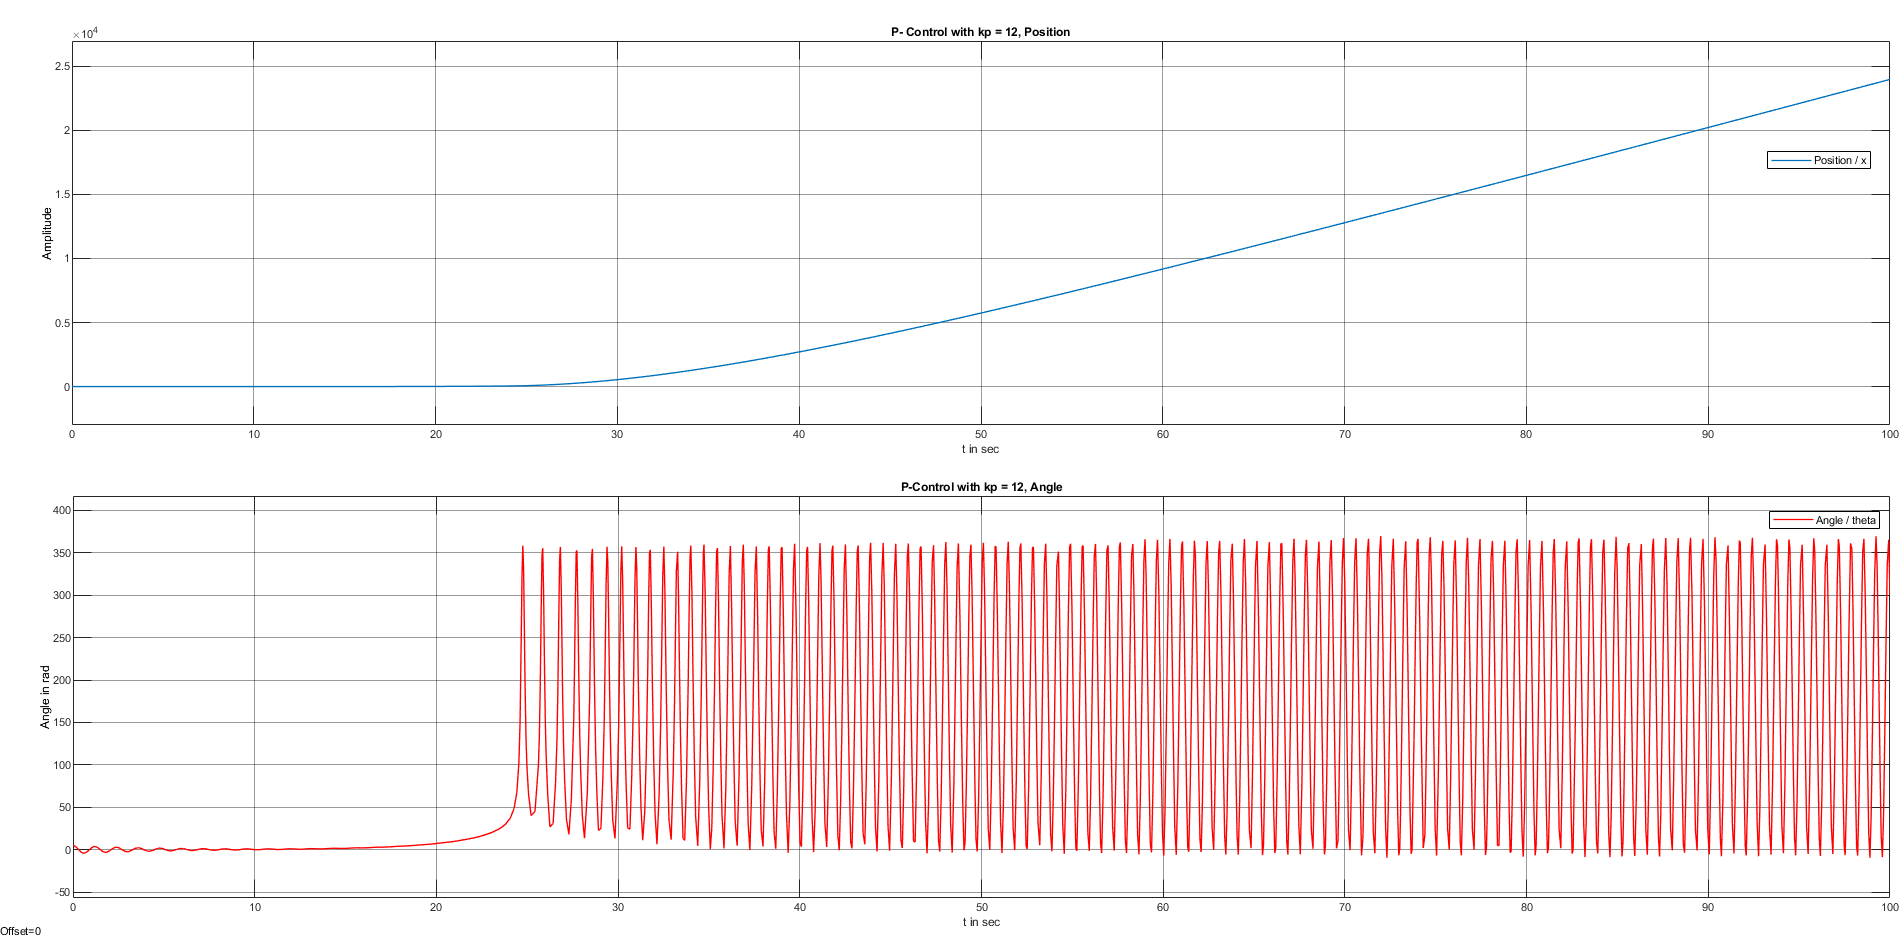 P- Control with kp = 12, Position
×10^4
2.5
2
1.5
1
0.5
0
Amplitude
Position / x
0 10 20 30 40 50 60 70 80 90 100
t in sec
P-Control with kp = 12, Angle
400
350
300
250
200
150
100
50
0
-50
Angle in rad
Angle / theta
0 10 20 30 40 50 60 70 80 90 100
t in sec
Offset=0